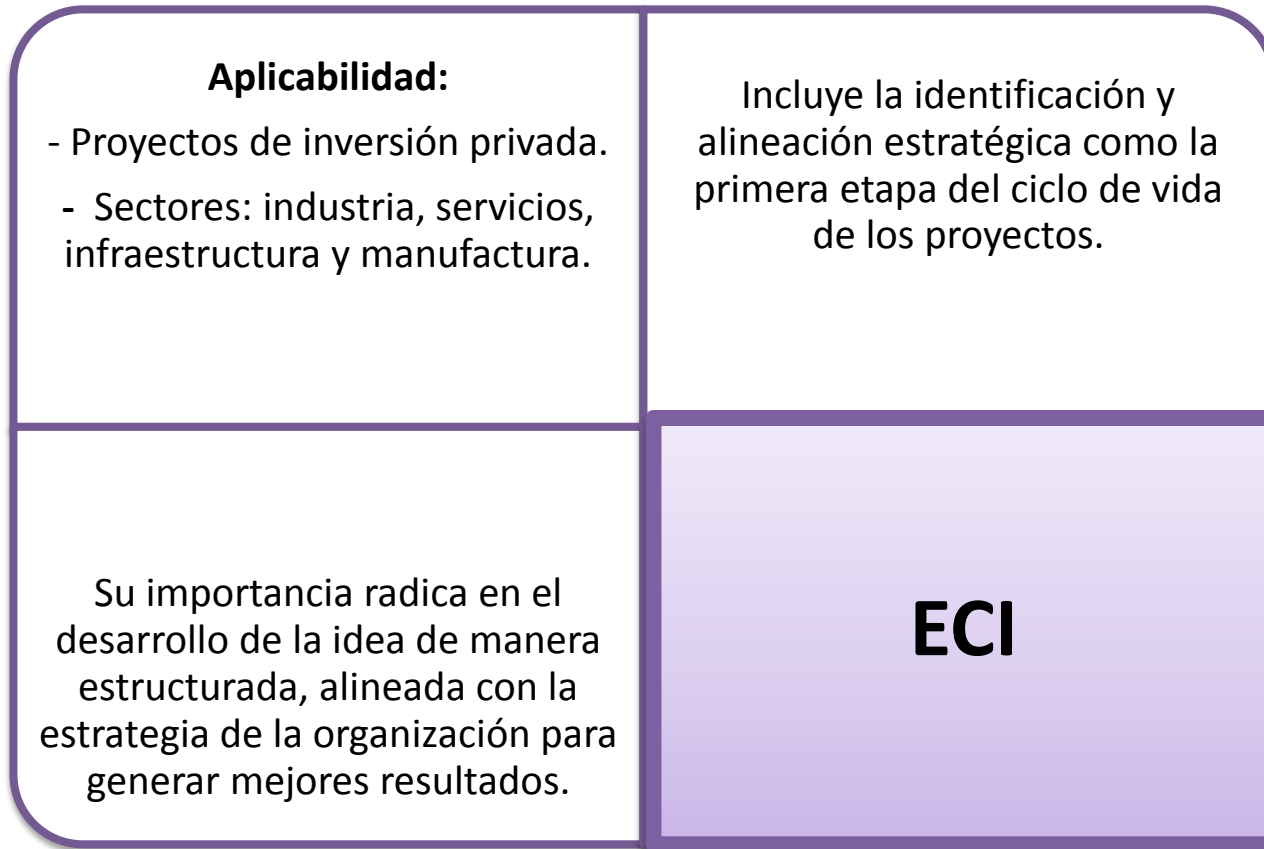 Aplicabilidad:
- Proyectos de inversión privada.
- Sectores: industria, servicios,
infraestructura y manufactura.
Incluye la identificación y
alineación estratégica como la
primera etapa del ciclo de vida
de los proyectos.
Su importancia radica en el
desarrollo de la idea de manera
estructurada, alineada con la
estrategia de la organización para
generar mejores resultados.
ECI